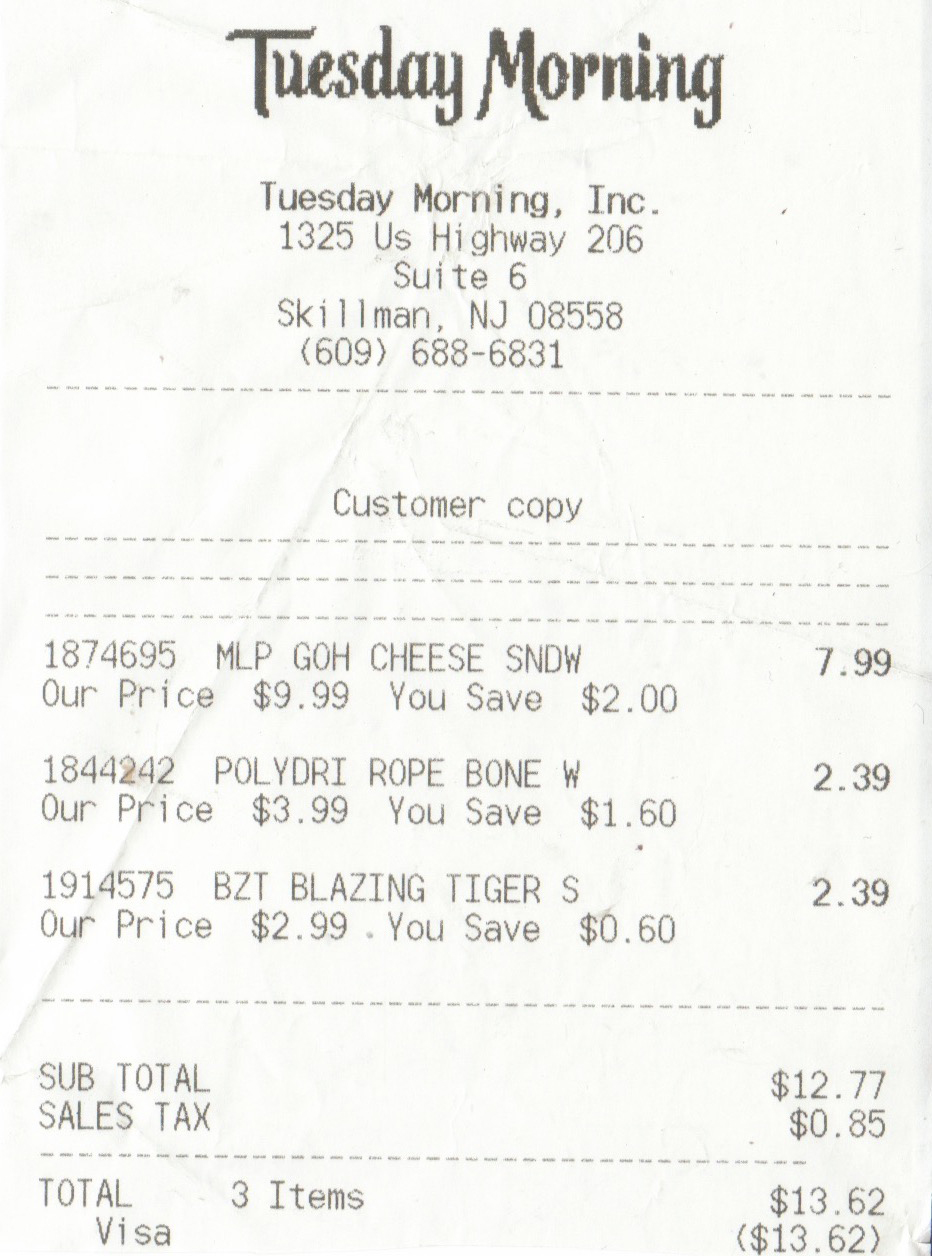 Tuesday Morning
Tuesday Morning, Inc.
1325 Us Highway 206
Suite 6
Skillman, NJ 08558
(609) 688-6831
Customer copy
1874695 MLP GOH CHEESE SNDW 7.99
Our Price $9.99 You Save $2.00
1844242 POLYDRI ROPE BONE W 2.39
Our Price $3.99 You Save $1.60
1914575 BZT BLAZING TIGER S 2.39
Our Price $2.99 You Save $0.60
SUB TOTAL $12.77
SALES TAX $0.85
TOTAL 3 Items $13.62
Visa ($13.62)